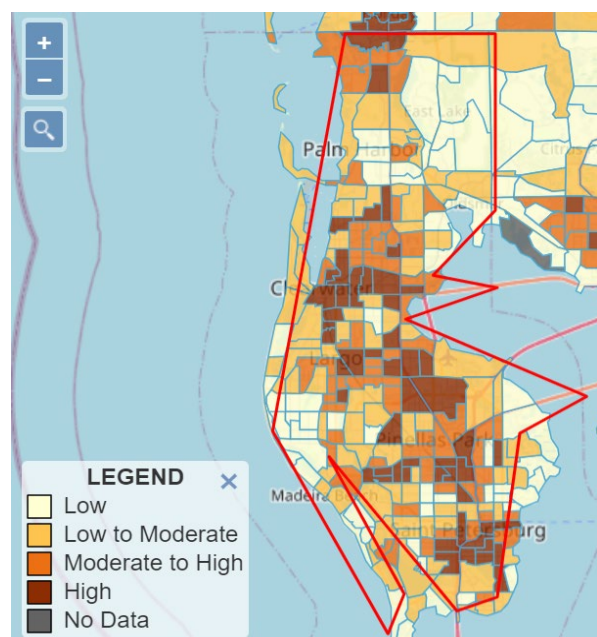 +
−
East Lake
Palm Harbor
Citrus
Clearwater
Largo
Pinellas Park
Madeira Beach
Saint Petersburg
LEGEND ×
Low
Low to Moderate
Moderate to High
High
No Data